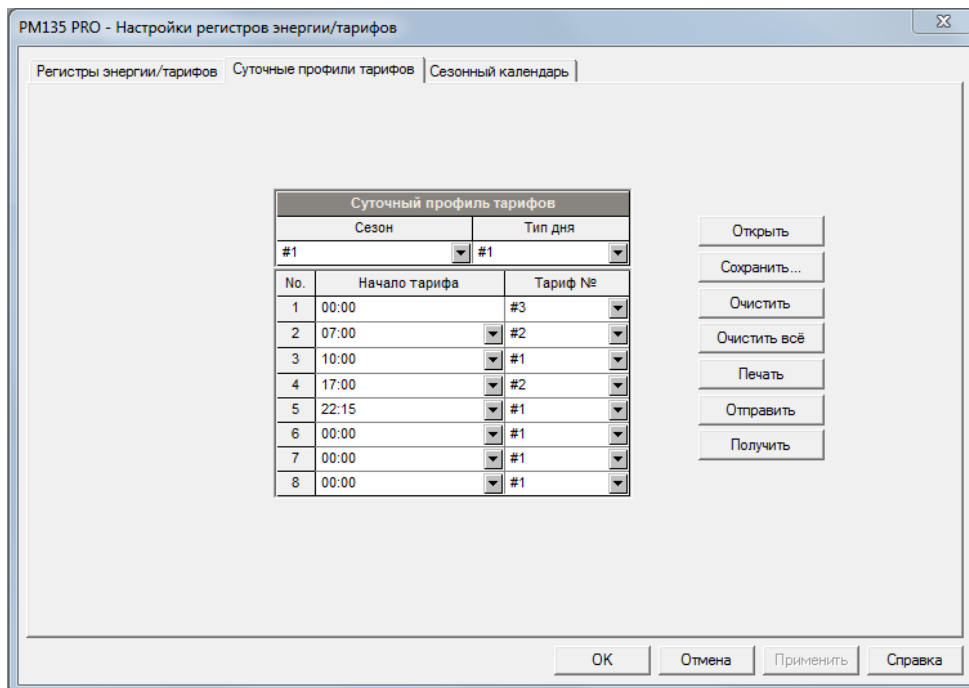 PM135 PRO - Настройки регистров энергии/тарифов
Регистры энергии/тарифов Суточные профили тарифов Сезонный календарь
Суточный профиль тарифов
Сезон Тип дня
#1 #1
No. Начало тарифа Тариф №
1 00:00 #3
2 07:00 #2
3 10:00 #1
4 17:00 #2
5 22:15 #1
6 00:00 #1
7 00:00 #1
8 00:00 #1
Открыть
Сохранить...
Очистить
Очистить всё
Печать
Отправить
Получить
OK Отмена Применить Справка